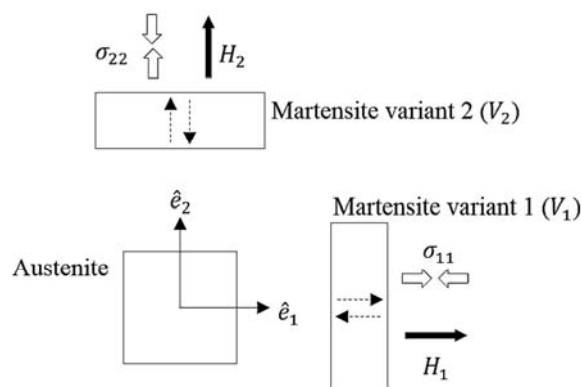 σ₂₂
H₂
Martensite variant 2 (V₂)
ê₂
Austenite
ê₁
Martensite variant 1 (V₁)
σ₁₁
H₁